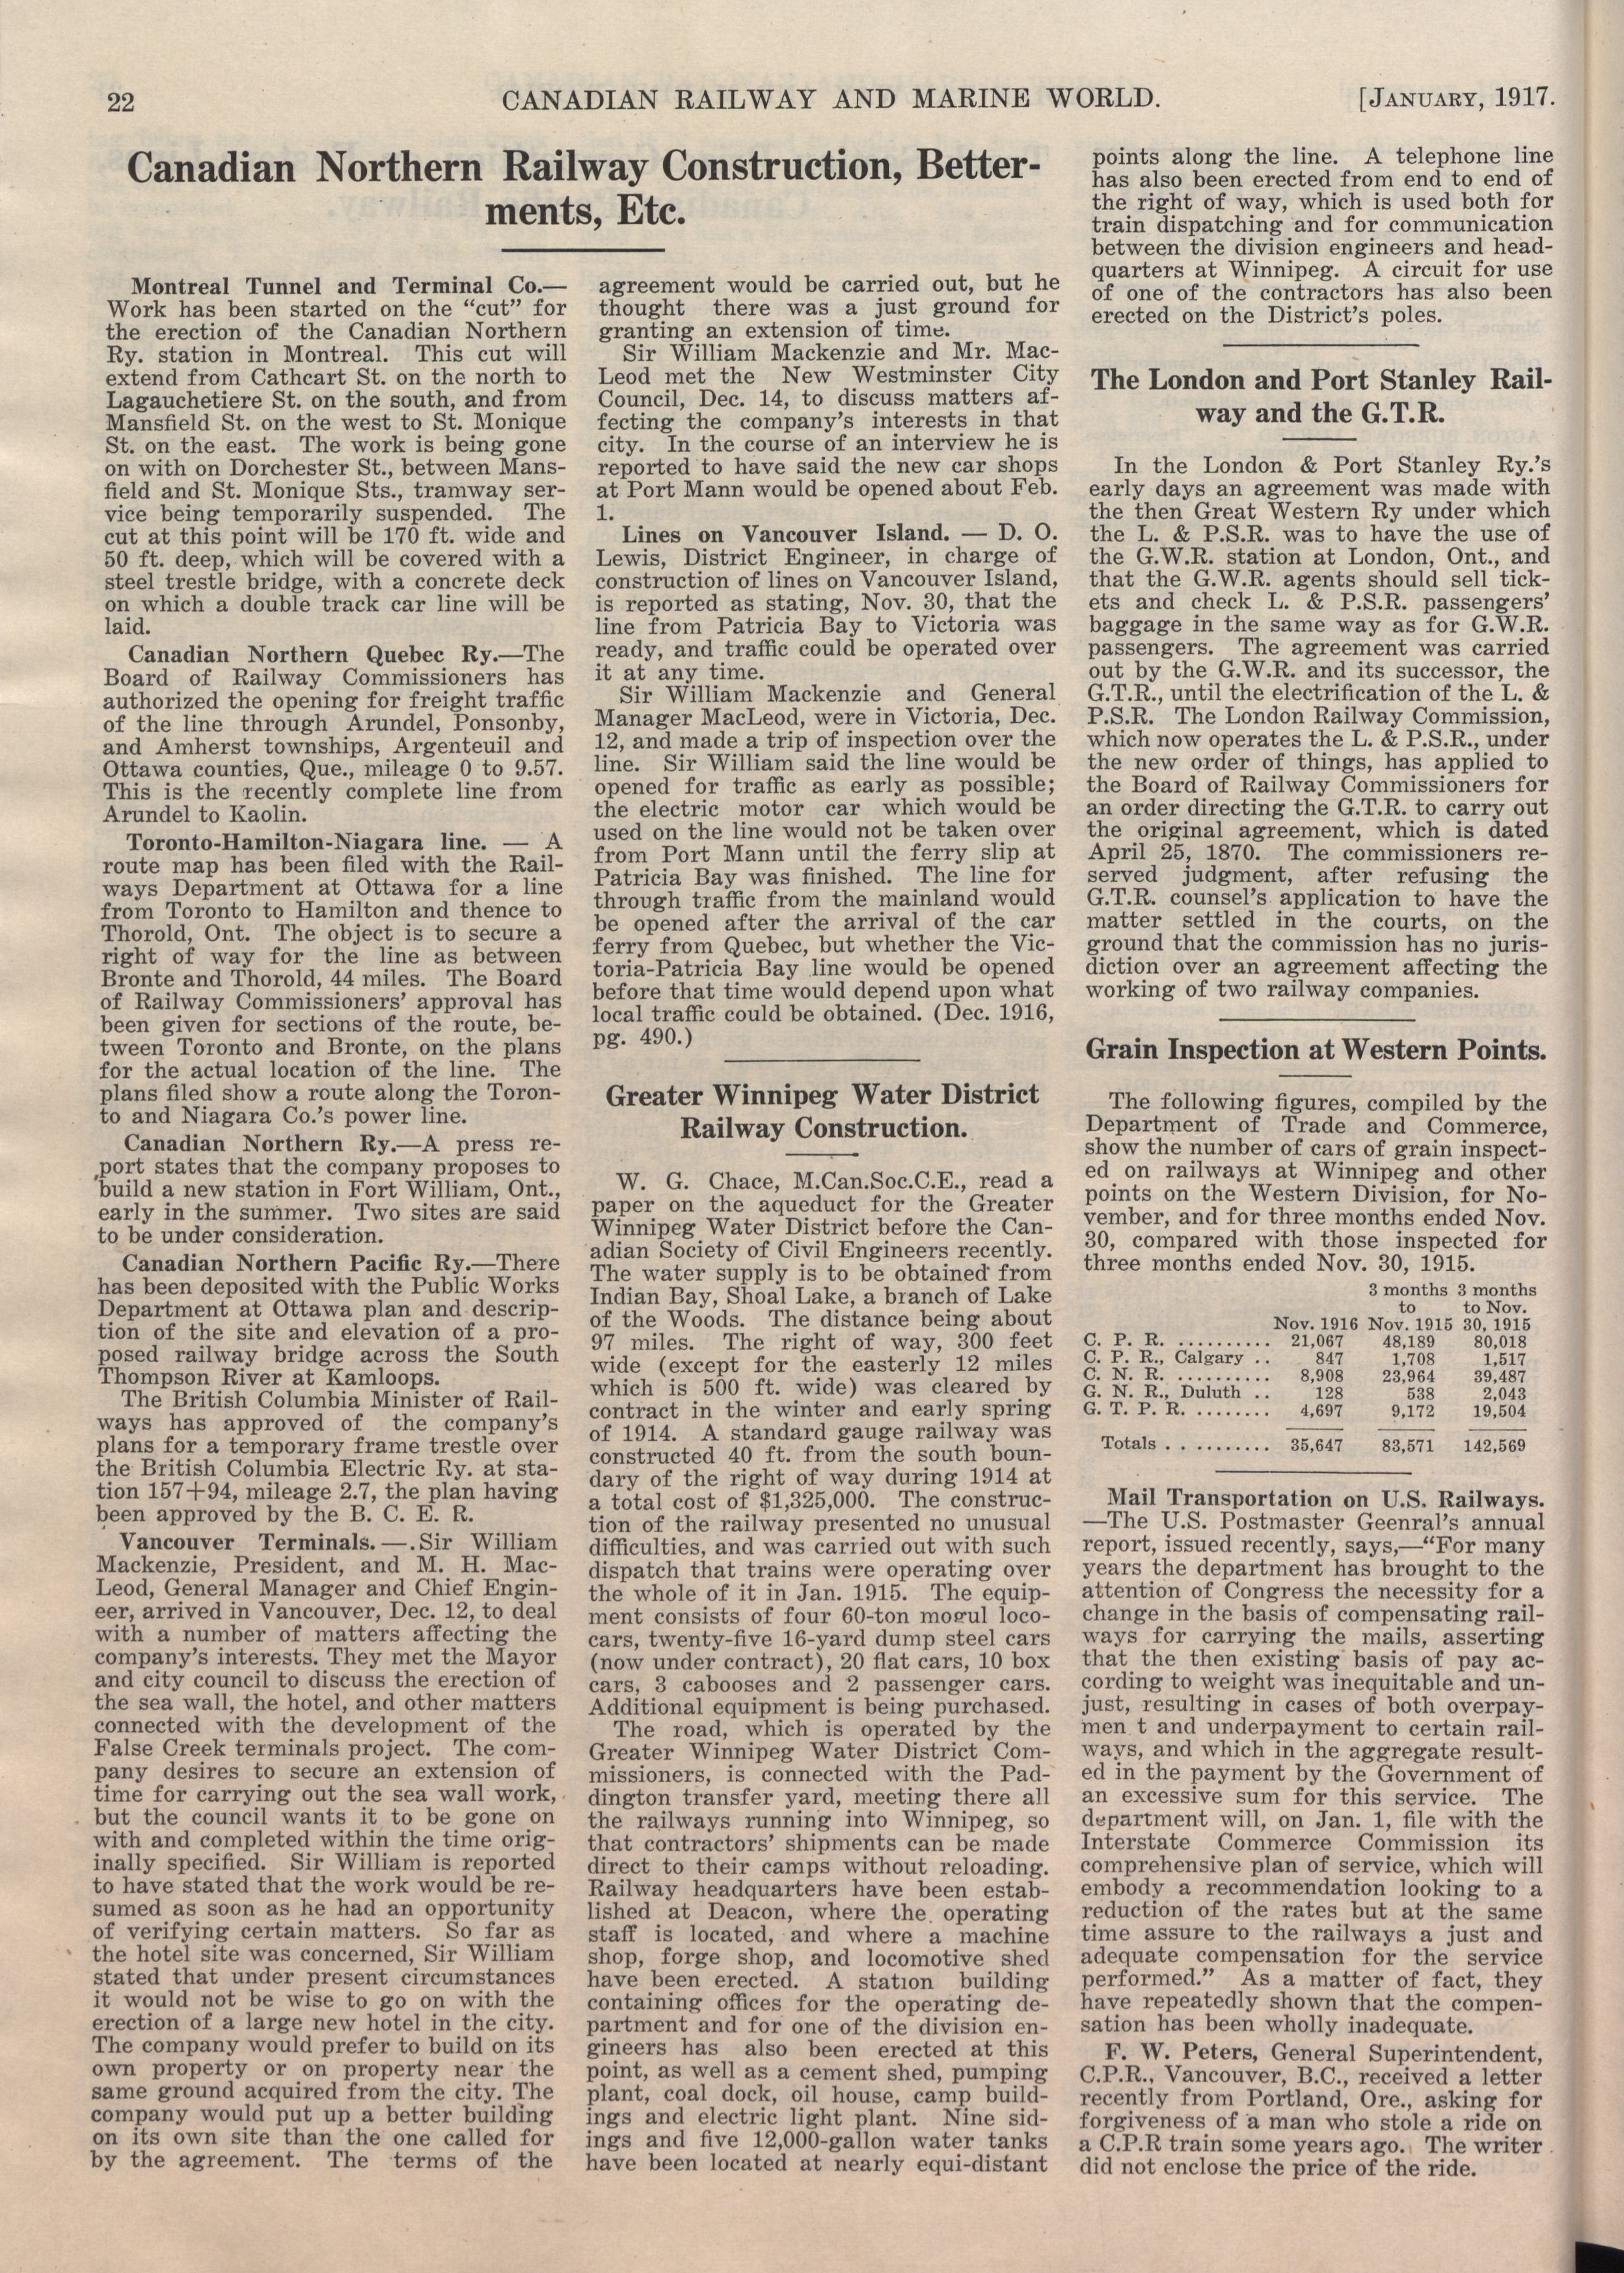 22
CANADIAN RAILWAY AND MARINE WORLD.
[JANUARY, 1917.
Canadian Northern Railway Construction, Better-
ments, Etc.
Montreal Tunnel and Terminal Co.—
Work has been started on the "cut" for
the erection of the Canadian Northern
Ry. station in Montreal. This cut will
extend from Cathcart St. on the north to
Lagauchetiere St. on the south, and from
Mansfield St. on the west to St. Monique
St. on the east. The work is being gone
on with on Dorchester St., between Mans-
field and St. Monique Sts., tramway ser-
vice being temporarily suspended. The
cut at this point will be 170 ft. wide and
50 ft. deep, which will be covered with a
steel trestle bridge, with a concrete deck
on which a double track car line will be
laid.
Canadian Northern Quebec Ry.—The
Board of Railway Commissioners has
authorized the opening for freight traffic
of the line through Arundel, Ponsonby,
and Amherst townships, Argenteuil and
Ottawa counties, Que., mileage 0 to 9.57.
This is the recently complete line from
Arundel to Kaolin.
Toronto-Hamilton-Niagara line. — A
route map has been filed with the Rail-
ways Department at Ottawa for a line
from Toronto to Hamilton and thence to
Thorold, Ont. The object is to secure a
right of way for the line as between
Bronte and Thorold, 44 miles. The Board
of Railway Commissioners' approval has
been given for sections of the route, be-
tween Toronto and Bronte, on the plans
for the actual location of the line. The
plans filed show a route along the Toron-
to and Niagara Co.'s power line.
Canadian Northern Ry.—A press re-
port states that the company proposes to
build a new station in Fort William, Ont.,
early in the summer. Two sites are said
to be under consideration.
Canadian Northern Pacific Ry.—There
has been deposited with the Public Works
Department at Ottawa plan and descrip-
tion of the site and elevation of a pro-
posed railway bridge across the South
Thompson River at Kamloops.
The British Columbia Minister of Rail-
ways has approved of the company's
plans for a temporary frame trestle over
the British Columbia Electric Ry. at sta-
tion 157+94, mileage 2.7, the plan having
been approved by the B. C. E. R.
Vancouver Terminals. —.Sir William
Mackenzie, President, and M. H. Mac-
Leod, General Manager and Chief Engin-
eer, arrived in Vancouver, Dec. 12, to deal
with a number of matters affecting the
company's interests. They met the Mayor
and city council to discuss the erection of
the sea wall, the hotel, and other matters
connected with the development of the
False Creek terminals project. The com-
pany desires to secure an extension of
time for carrying out the sea wall work,
but the council wants it to be gone on
with and completed within the time orig-
inally specified. Sir William is reported
to have stated that the work would be re-
sumed as soon as he had an opportunity
of verifying certain matters. So far as
the hotel site was concerned, Sir William
stated that under present circumstances
it would not be wise to go on with the
erection of a large new hotel in the city.
The company would prefer to build on its
own property or on property near the
same ground acquired from the city. The
company would put up a better building
on its own site than the one called for
by the agreement. The terms of the
agreement would be carried out, but he
thought there was a just ground for
granting an extension of time.
Sir William Mackenzie and Mr. Mac-
Leod met the New Westminster City
Council, Dec. 14, to discuss matters af-
fecting the company's interests in that
city. In the course of an interview he is
reported to have said the new car shops
at Port Mann would be opened about Feb.
1.
Lines on Vancouver Island. — D. O.
Lewis, District Engineer, in charge of
construction of lines on Vancouver Island,
is reported as stating, Nov. 30, that the
line from Patricia Bay to Victoria was
ready, and traffic could be operated over
it at any time.
Sir William Mackenzie and General
Manager MacLeod, were in Victoria, Dec.
12, and made a trip of inspection over the
line. Sir William said the line would be
opened for traffic as early as possible;
the electric motor car which would be
used on the line would not be taken over
from Port Mann until the ferry slip at
Patricia Bay was finished. The line for
through traffic from the mainland would
be opened after the arrival of the car
ferry from Quebec, but whether the Vic-
toria-Patricia Bay line would be opened
before that time would depend upon what
local traffic could be obtained. (Dec. 1916,
pg. 490.)
Greater Winnipeg Water District
Railway Construction.
W. G. Chace, M.Can.Soc.C.E., read a
paper on the aqueduct for the Greater
Winnipeg Water District before the Can-
adian Society of Civil Engineers recently.
The water supply is to be obtained from
Indian Bay, Shoal Lake, a branch of Lake
of the Woods. The distance being about
97 miles. The right of way, 300 feet
wide (except for the easterly 12 miles
which is 500 ft. wide) was cleared by
contract in the winter and early spring
of 1914. A standard gauge railway was
constructed 40 ft. from the south boun-
dary of the right of way during 1914 at
a total cost of $1,325,000. The construc-
tion of the railway presented no unusual
difficulties, and was carried out with such
dispatch that trains were operating over
the whole of it in Jan. 1915. The equip-
ment consists of four 60-ton mogul loco-
cars, twenty-five 16-yard dump steel cars
(now under contract), 20 flat cars, 10 box
cars, 3 cabooses and 2 passenger cars.
Additional equipment is being purchased.
The road, which is operated by the
Greater Winnipeg Water District Com-
missioners, is connected with the Pad-
dington transfer yard, meeting there all
the railways running into Winnipeg, so
that contractors' shipments can be made
direct to their camps without reloading.
Railway headquarters have been estab-
lished at Deacon, where the operating
staff is located, and where a machine
shop, forge shop, and locomotive shed
have been erected. A station building
containing offices for the operating de-
partment and for one of the division en-
gineers has also been erected at this
point, as well as a cement shed, pumping
plant, coal dock, oil house, camp build-
ings and electric light plant. Nine sid-
ings and five 12,000-gallon water tanks
have been located at nearly equi-distant
points along the line. A telephone line
has also been erected from end to end of
the right of way, which is used both for
train dispatching and for communication
between the division engineers and head-
quarters at Winnipeg. A circuit for use
of one of the contractors has also been
erected on the District's poles.
The London and Port Stanley Rail-
way and the G.T.R.
In the London & Port Stanley Ry.'s
early days an agreement was made with
the then Great Western Ry under which
the L. & P.S.R. was to have the use of
the G.W.R. station at London, Ont., and
that the G.W.R. agents should sell tick-
ets and check L. & P.S.R. passengers'
baggage in the same way as for G.W.R.
passengers. The agreement was carried
out by the G.W.R. and its successor, the
G.T.R., until the electrification of the L. &
P.S.R. The London Railway Commission,
which now operates the L. & P.S.R., under
the new order of things, has applied to
the Board of Railway Commissioners for
an order directing the G.T.R. to carry out
the original agreement, which is dated
April 25, 1870. The commissioners re-
served judgment, after refusing the
G.T.R. counsel's application to have the
matter settled in the courts, on the
ground that the commission has no juris-
diction over an agreement affecting the
working of two railway companies.
Grain Inspection at Western Points.
The following figures, compiled by the
Department of Trade and Commerce,
show the number of cars of grain inspect-
ed on railways at Winnipeg and other
points on the Western Division, for No-
vember, and for three months ended Nov.
30, compared with those inspected for
three months ended Nov. 30, 1915.
3 months 3 months
to to Nov.
Nov. 1916 Nov. 1915 30, 1915
C. P. R. .......... 21,067 48,189 80,018
C. P. R., Calgary .. 847 1,708 1,517
C. N. R. .......... 8,908 23,964 39,487
G. N. R., Duluth .. 128 538 2,043
G. T. P. R. ........ 4,697 9,172 19,504
Totals .......... 35,647 83,571 142,569
Mail Transportation on U.S. Railways.
—The U.S. Postmaster Geenral's annual
report, issued recently, says,—"For many
years the department has brought to the
attention of Congress the necessity for a
change in the basis of compensating rail-
ways for carrying the mails, asserting
that the then existing basis of pay ac-
cording to weight was inequitable and un-
just, resulting in cases of both overpay-
men t and underpayment to certain rail-
ways, and which in the aggregate result-
ed in the payment by the Government of
an excessive sum for this service. The
department will, on Jan. 1, file with the
Interstate Commerce Commission its
comprehensive plan of service, which will
embody a recommendation looking to a
reduction of the rates but at the same
time assure to the railways a just and
adequate compensation for the service
performed." As a matter of fact, they
have repeatedly shown that the compen-
sation has been wholly inadequate.
F. W. Peters, General Superintendent,
C.P.R., Vancouver, B.C., received a letter
recently from Portland, Ore., asking for
forgiveness of a man who stole a ride on
a C.P.R train some years ago. The writer
did not enclose the price of the ride.